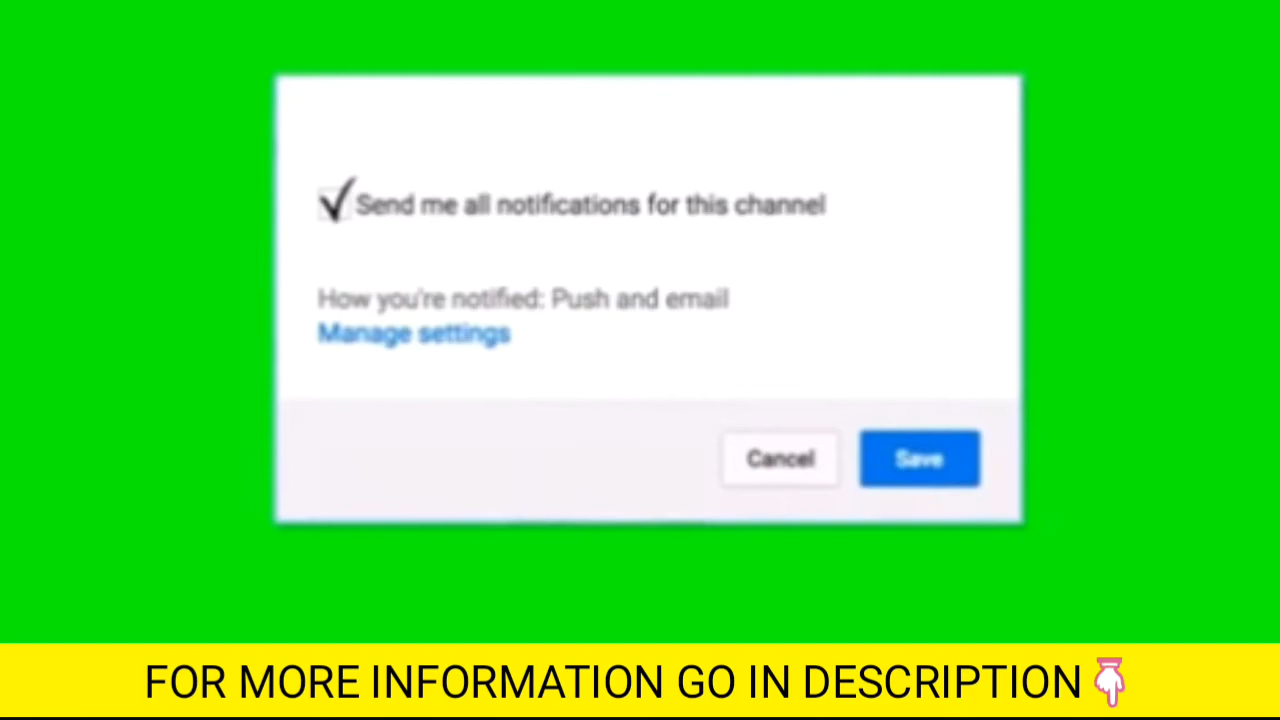 Send me all notifications for this channel
How you're notified: Push and email
Manage settings
Cancel Save
FOR MORE INFORMATION GO IN DESCRIPTION